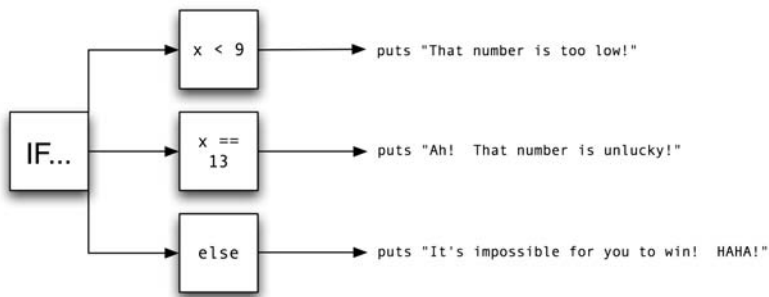 x < 9
puts "That number is too low!"
IF...
x ==
13
puts "Ah!  That number is unlucky!"
else
puts "It's impossible for you to win!  HAHA!"